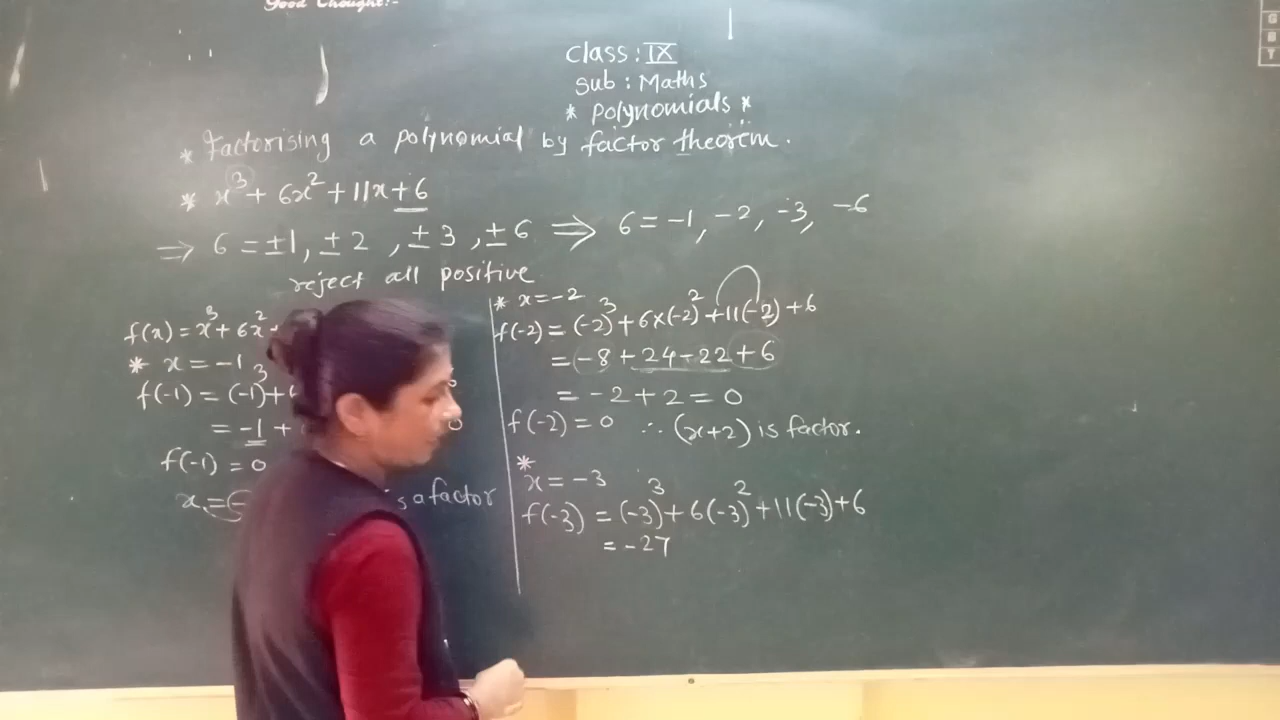 Good Thought:-
Class: IX
Sub: Maths
* Polynomials *
* Factorising a polynomial by factor theorem.
* x³ + 6x² + 11x + 6
⇒ 6 = ±1, ±2, ±3, ±6 ⇒ 6 = -1, -2, -3, -6
reject all positive
f(x) = x³ + 6x²
* x = -1
f(-1) = (-1)³ +
= -1 +
f(-1) = 0
x =
is a factor
* x = -2
f(-2) = (-2)³ + 6×(-2)² + 11(-2) + 6
= -8 + 24 - 22 + 6
= -2 + 2 = 0
f(-2) = 0 ∴ (x+2) is factor.
*
x = -3
f(-3) = (-3)³ + 6(-3)² + 11(-3) + 6
= -27
G
B
T